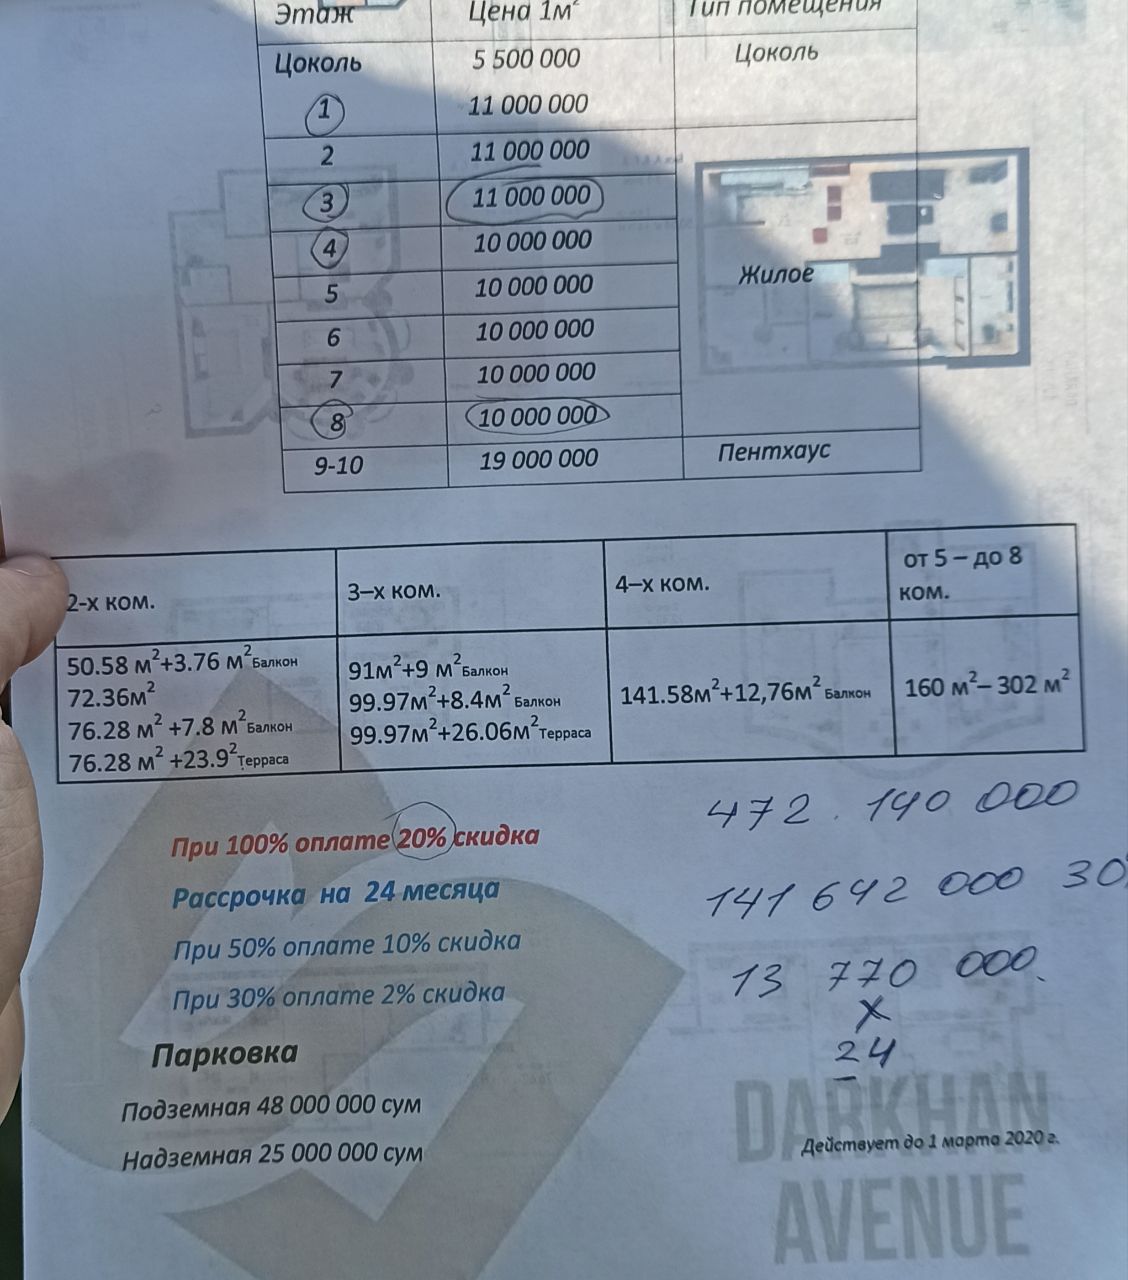 Этаж Цена 1м² Тип помещения
Цоколь 5 500 000 Цоколь
1 11 000 000
2 11 000 000
3 11 000 000
4 10 000 000
5 10 000 000
6 10 000 000
7 10 000 000
8 10 000 000
Жилое
9-10 19 000 000 Пентхаус
2-х ком. 3–х ком. 4–х ком. от 5 – до 8 ком.
50.58 м²+3.76 м² Балкон
72.36м²
76.28 м² +7.8 м² Балкон
76.28 м² +23.9² Терраса
91м²+9 м² Балкон
99.97м²+8.4м² Балкон
99.97м²+26.06м² Терраса
141.58м²+12,76м² Балкон
160 м²– 302 м²
При 100% оплате 20% скидка
Рассрочка на 24 месяца
При 50% оплате 10% скидка
При 30% оплате 2% скидка
Парковка
Подземная 48 000 000 сум
Надземная 25 000 000 сум
472.140 000
141 642 000 30%
13 770 000.
x
24
DARKHAN
Действует до 1 марта 2020 г.
AVENUE